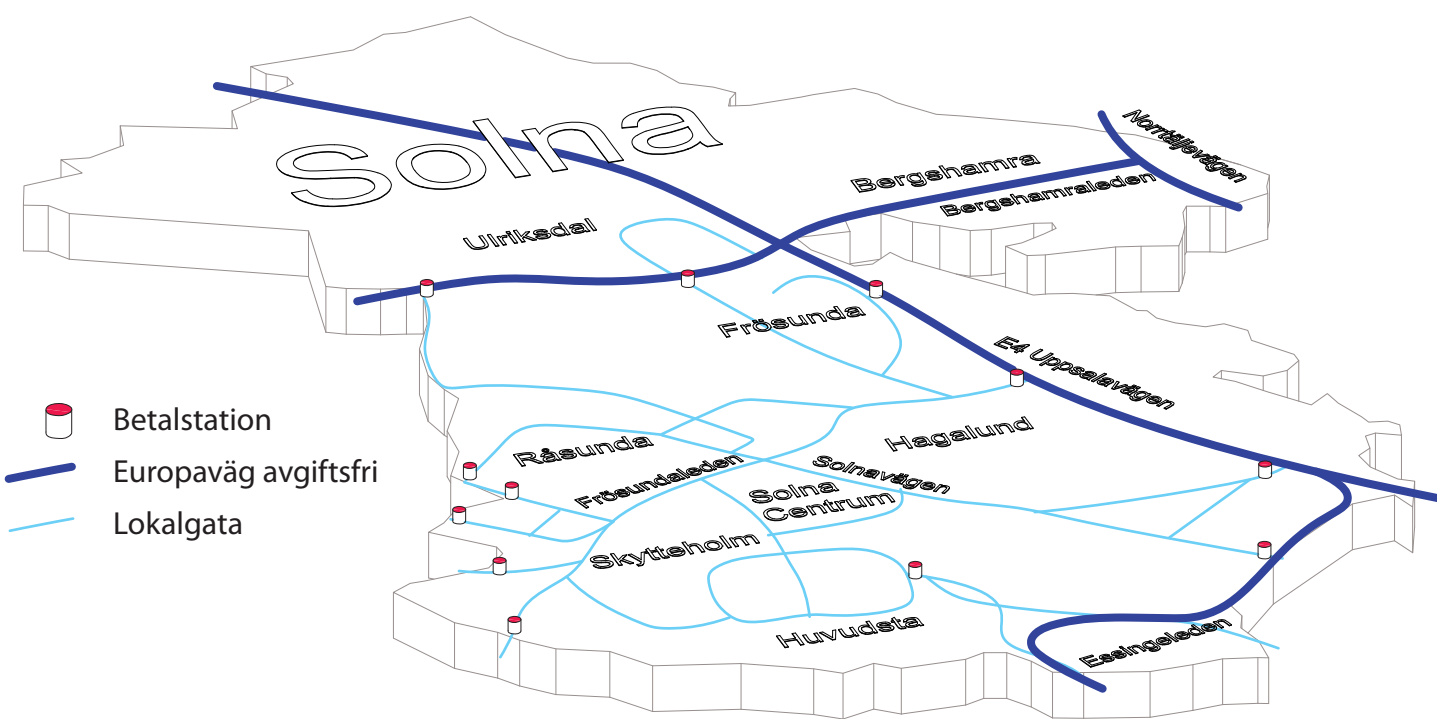 Solna
Norrtäljevägen
Bergshamra
Bergshamraleden
Ulriksdal
Frösunda
E4 Uppsalavägen
Hagalund
Råsunda
Frösundaleden
Solnavägen
Solna
Centrum
Skytteholm
Huvudsta
Essingeleden
Betalstation
Europaväg avgiftsfri
Lokalgata